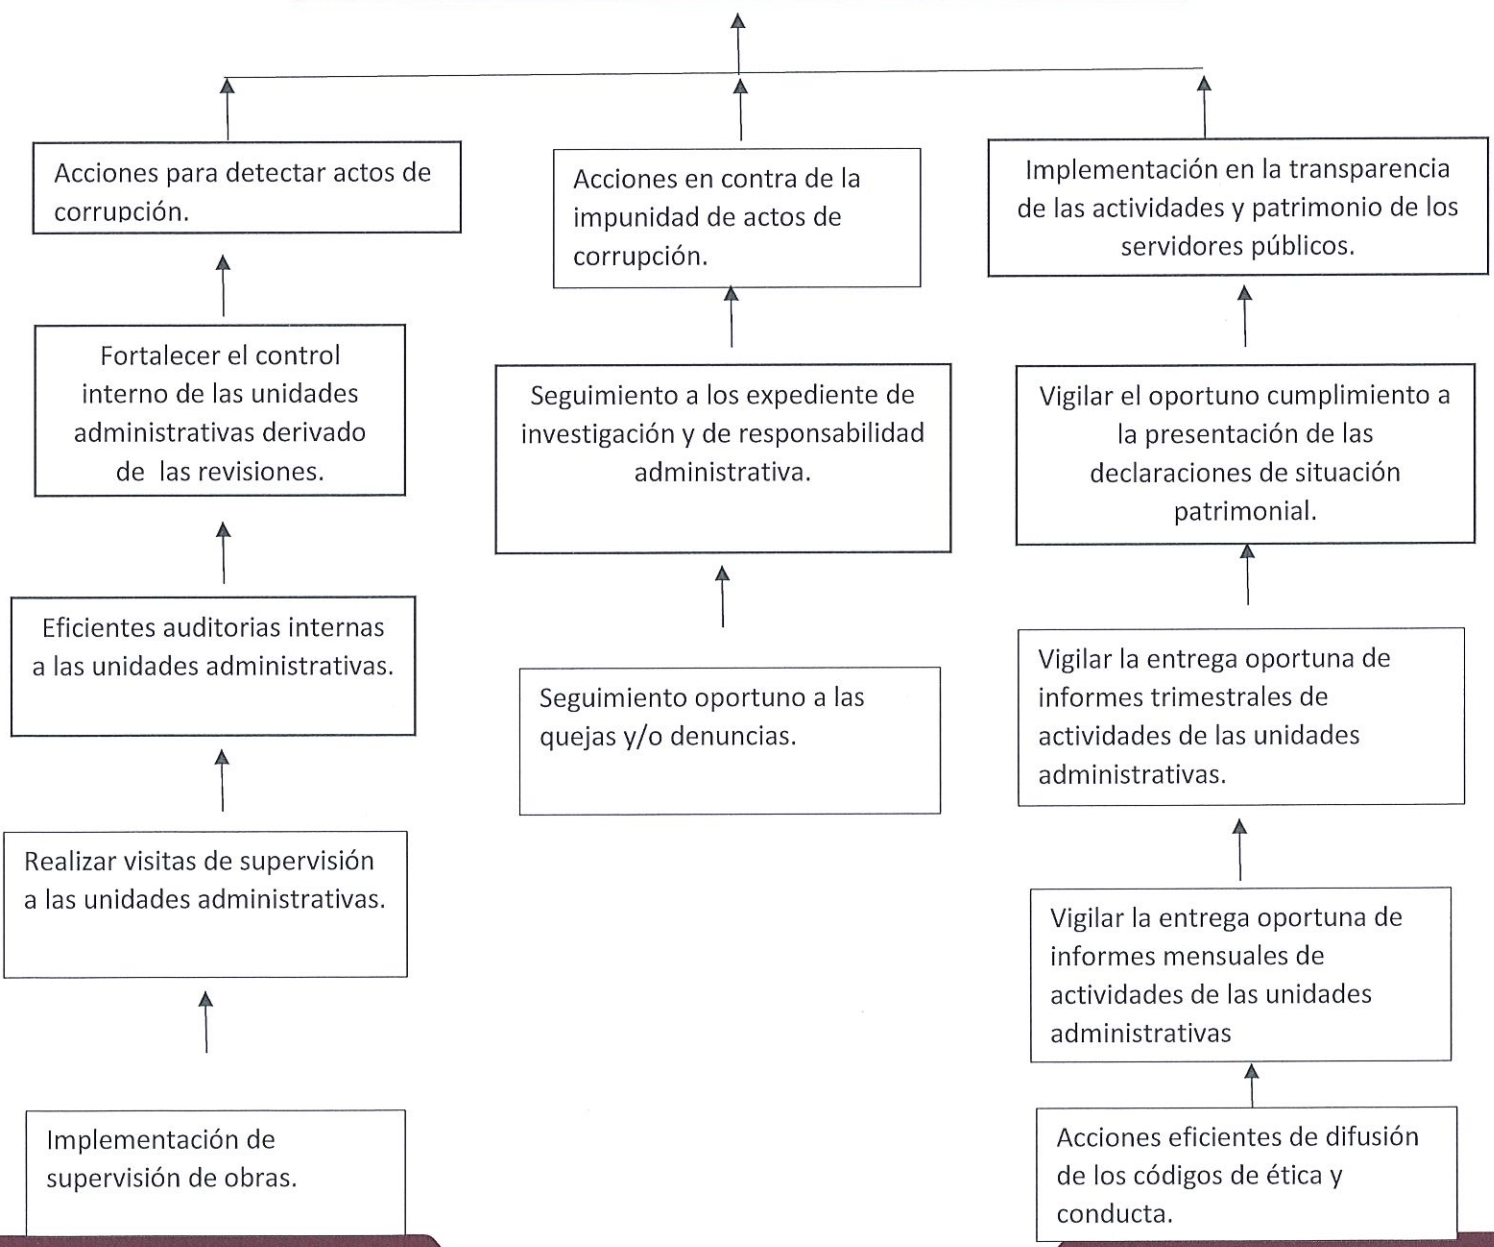 Acciones para detectar actos de
corrupción.
Fortalecer el control
interno de las unidades
administrativas derivado
de las revisiones.
Eficientes auditorias internas
a las unidades administrativas.
Realizar visitas de supervisión
a las unidades administrativas.
Implementación de
supervisión de obras.
Acciones en contra de la
impunidad de actos de
corrupción.
Seguimiento a los expediente de
investigación y de responsabilidad
administrativa.
Seguimiento oportuno a las
quejas y/o denuncias.
Implementación en la transparencia
de las actividades y patrimonio de los
servidores públicos.
Vigilar el oportuno cumplimiento a
la presentación de las
declaraciones de situación
patrimonial.
Vigilar la entrega oportuna de
informes trimestrales de
actividades de las unidades
administrativas.
Vigilar la entrega oportuna de
informes mensuales de
actividades de las unidades
administrativas
Acciones eficientes de difusión
de los códigos de ética y
conducta.